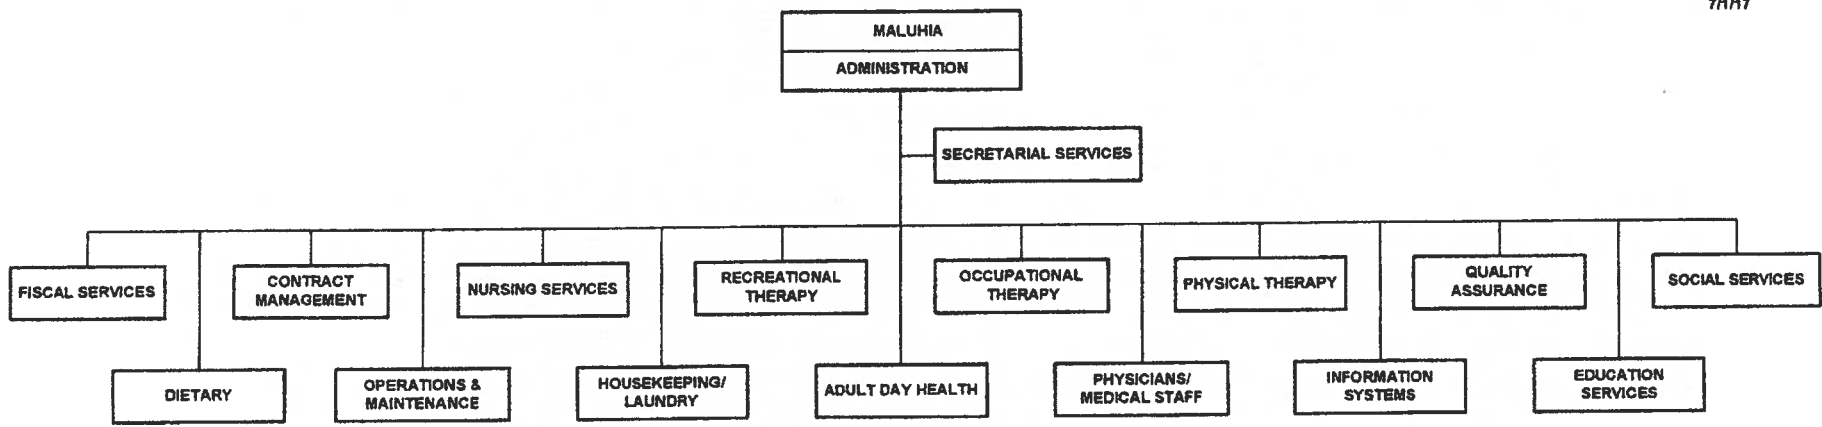 MALUHIA
ADMINISTRATION
SECRETARIAL SERVICES
FISCAL SERVICES
CONTRACT
MANAGEMENT
NURSING SERVICES
RECREATIONAL
THERAPY
OCCUPATIONAL
THERAPY
PHYSICAL THERAPY
QUALITY
ASSURANCE
SOCIAL SERVICES
DIETARY
OPERATIONS &
MAINTENANCE
HOUSEKEEPING/
LAUNDRY
ADULT DAY HEALTH
PHYSICIANS/
MEDICAL STAFF
INFORMATION
SYSTEMS
EDUCATION
SERVICES